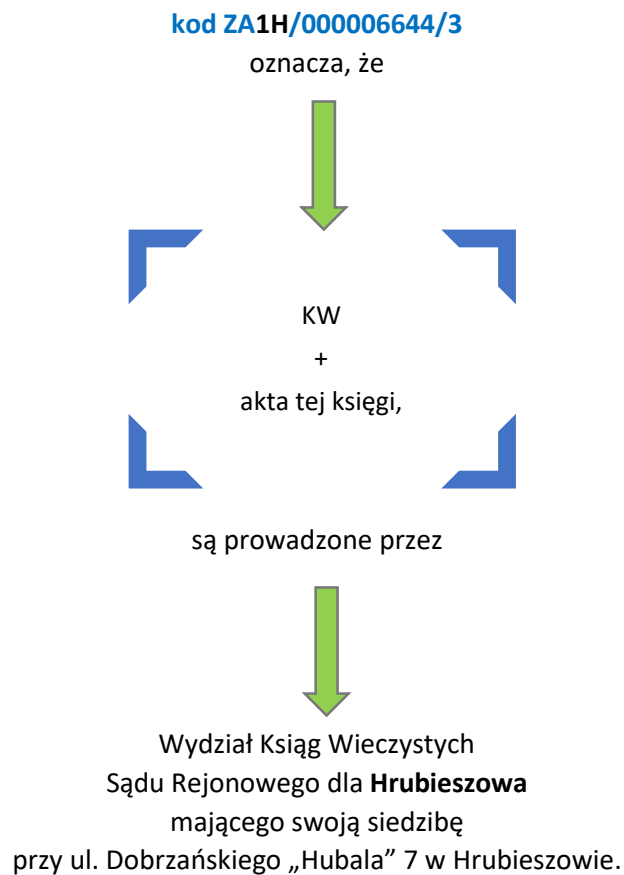 kod ZA1H/000006644/3
oznacza, że
KW
+
akta tej księgi,
są prowadzone przez
Wydział Ksiąg Wieczystych
Sądu Rejonowego dla Hrubieszowa
mającego swoją siedzibę
przy ul. Dobrzańskiego „Hubala” 7 w Hrubieszowie.